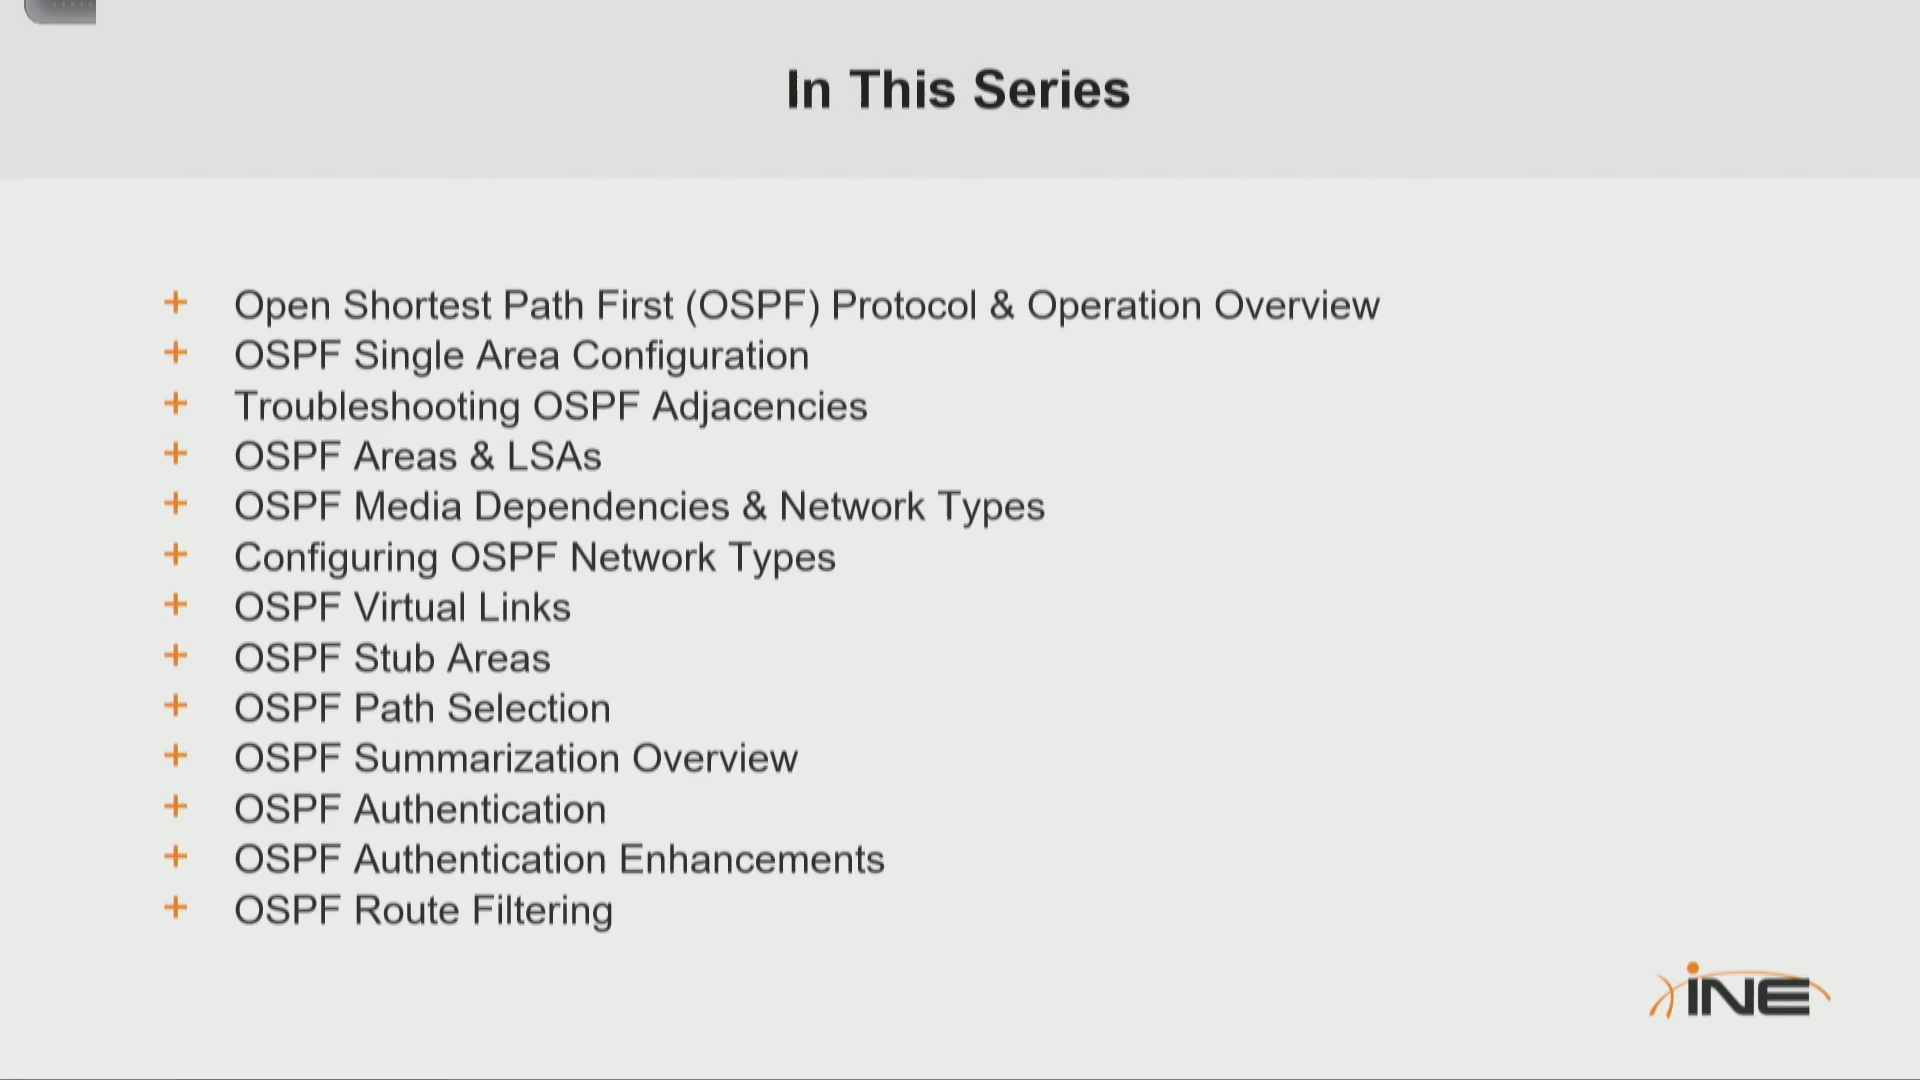 In This Series
+ Open Shortest Path First (OSPF) Protocol & Operation Overview
+ OSPF Single Area Configuration
+ Troubleshooting OSPF Adjacencies
+ OSPF Areas & LSAs
+ OSPF Media Dependencies & Network Types
+ Configuring OSPF Network Types
+ OSPF Virtual Links
+ OSPF Stub Areas
+ OSPF Path Selection
+ OSPF Summarization Overview
+ OSPF Authentication
+ OSPF Authentication Enhancements
+ OSPF Route Filtering
iNE